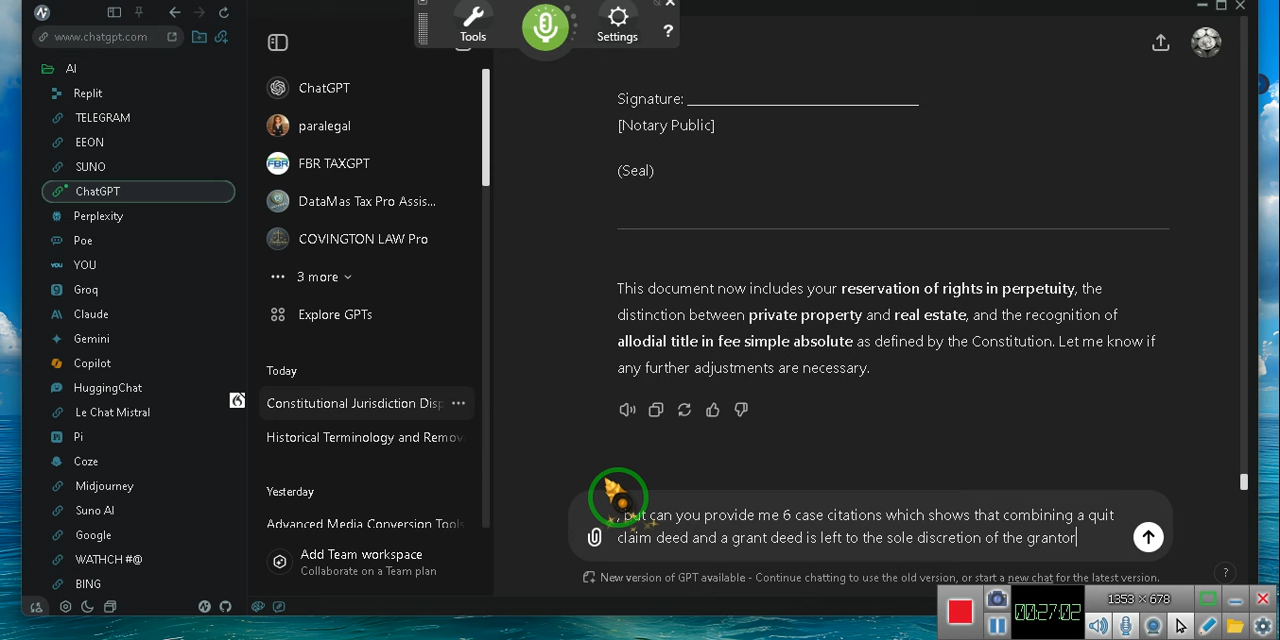 Tools
Settings
?
www.chatgpt.com
AI
Replit
TELEGRAM
EEON
SUNO
ChatGPT
Perplexity
Poe
YOU
Groq
Claude
Gemini
Copilot
HuggingChat
Le Chat Mistral
Pi
Coze
Midjourney
Suno AI
Google
WATHCH #@
BING
ChatGPT
paralegal
FBR TAXGPT
DataMas Tax Pro Assis...
COVINGTON LAW Pro
3 more
Explore GPTs
Today
Constitutional Jurisdiction Disp
Historical Terminology and Remov
Yesterday
Advanced Media Conversion Tools
Add Team workspace
Collaborate on a Team plan
Signature: ____________________
[Notary Public]
(Seal)
This document now includes your reservation of rights in perpetuity, the
distinction between private property and real estate, and the recognition of
allodial title in fee simple absolute as defined by the Constitution. Let me know if
any further adjustments are necessary.
, but can you provide me 6 case citations which shows that combining a quit
claim deed and a grant deed is left to the sole discretion of the grantor
New version of GPT available - Continue chatting to use the old version, or start a new chat for the latest version.
?
1353 × 678
00:27:02